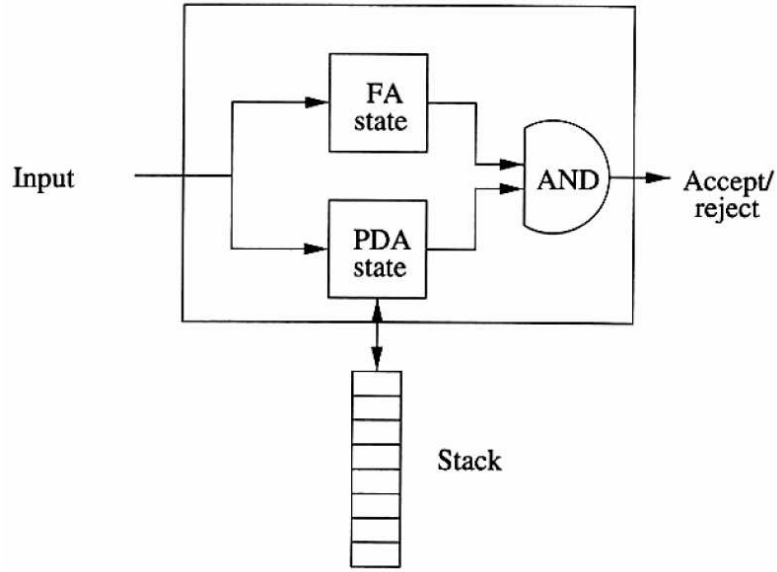 FA
state
Input
PDA
state
AND
Accept/
reject
Stack